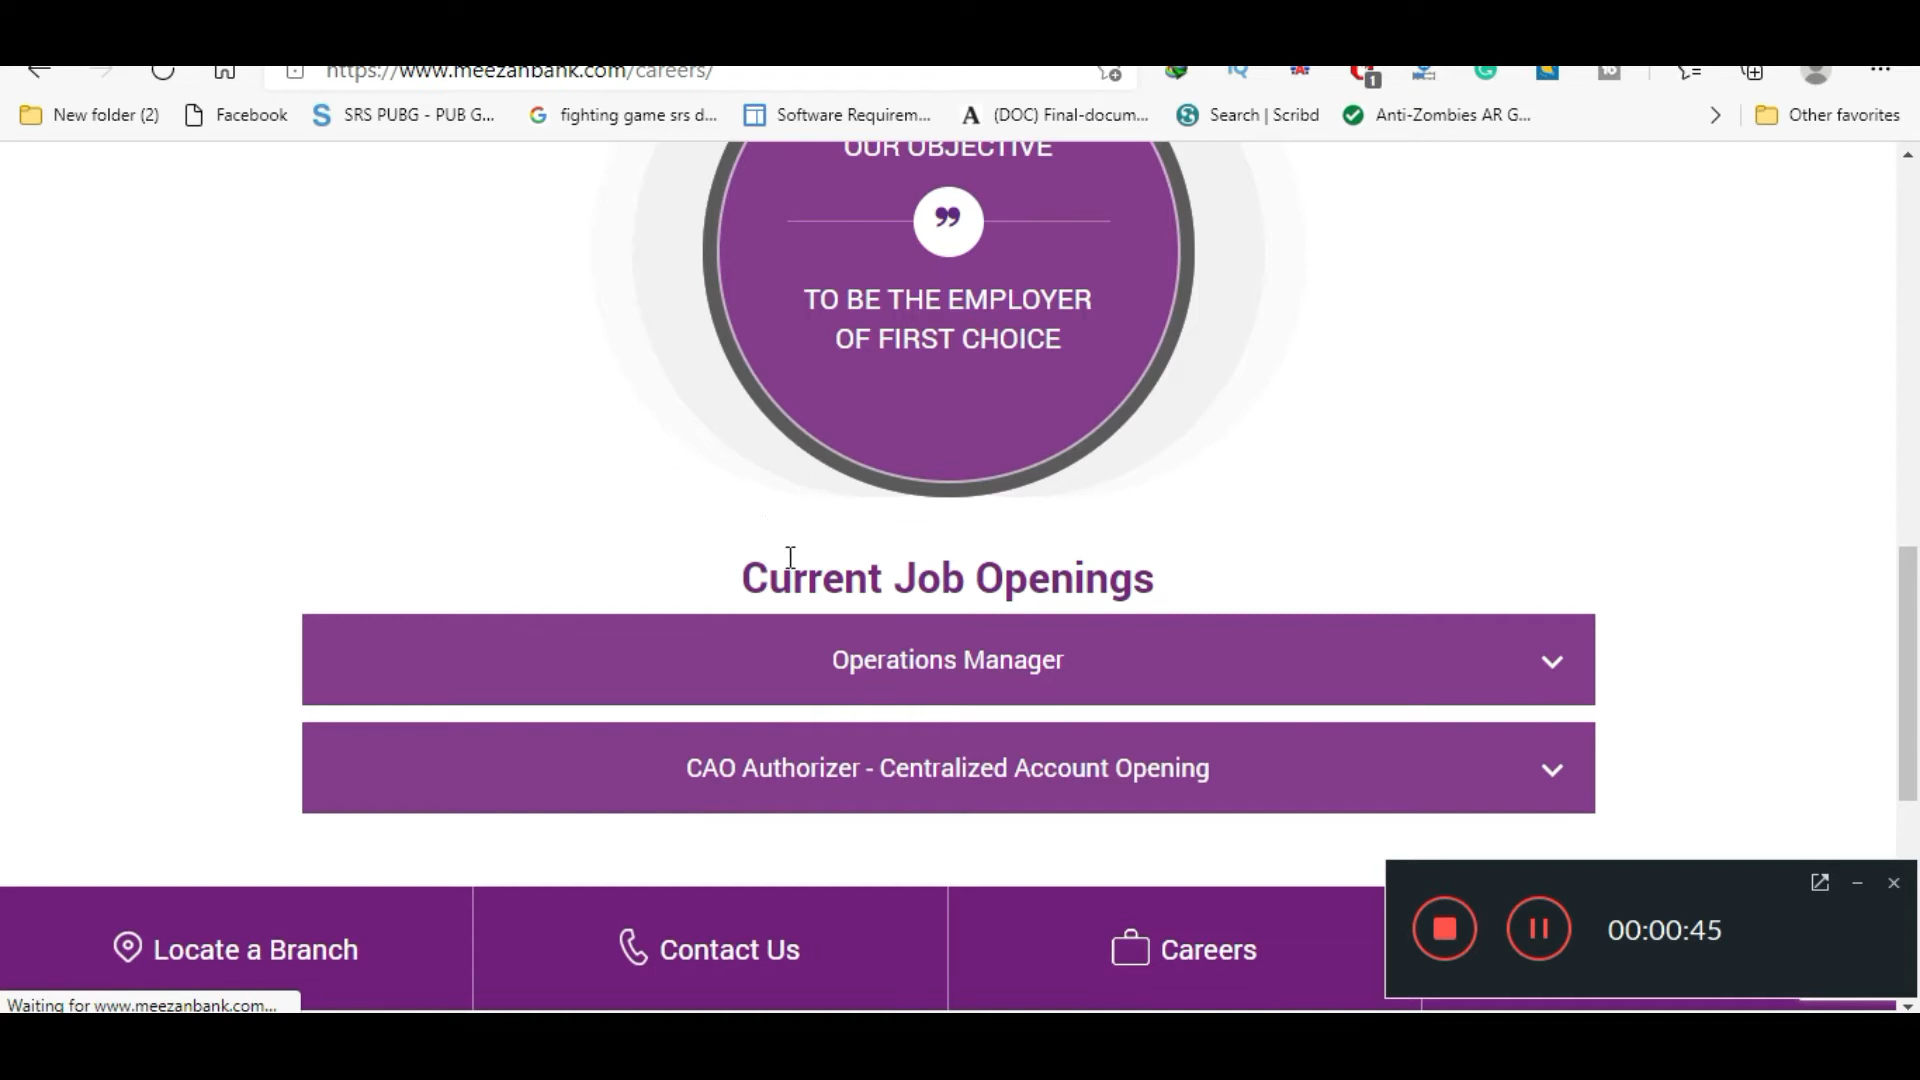 https://www.meezanbank.com/careers/
1
New folder (2)
Facebook
SRS PUBG - PUB G...
fighting game srs d...
Software Requirem...
(DOC) Final-docum...
Search | Scribd
Anti-Zombies AR G...
Other favorites
OUR OBJECTIVE
TO BE THE EMPLOYER
OF FIRST CHOICE
Current Job Openings
Operations Manager
CAO Authorizer - Centralized Account Opening
Locate a Branch
Contact Us
Careers
00:00:45
Waiting for www.meezanbank.com...